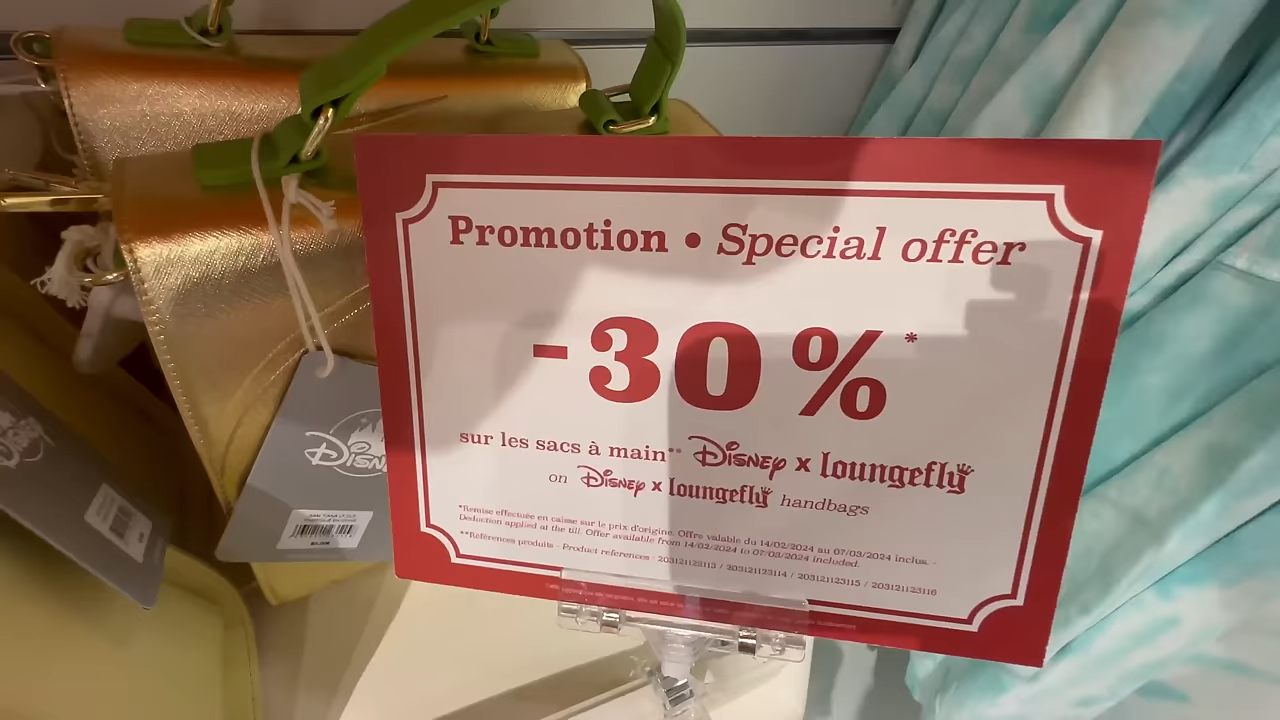 Promotion • Special offer
-30%*
sur les sacs à main** Disney x loungefly
on Disney x loungefly handbags
*Remise effectuée en caisse sur le prix d'origine. Offre valable du 14/02/2024 au 07/03/2024 inclus. -
Deduction applied at the till. Offer available from 14/02/2024 to 07/03/2024 included.
**Références produits - Product references - 203121123113 / 203121123114 / 203121123115 / 203121123116
Disney
Disney